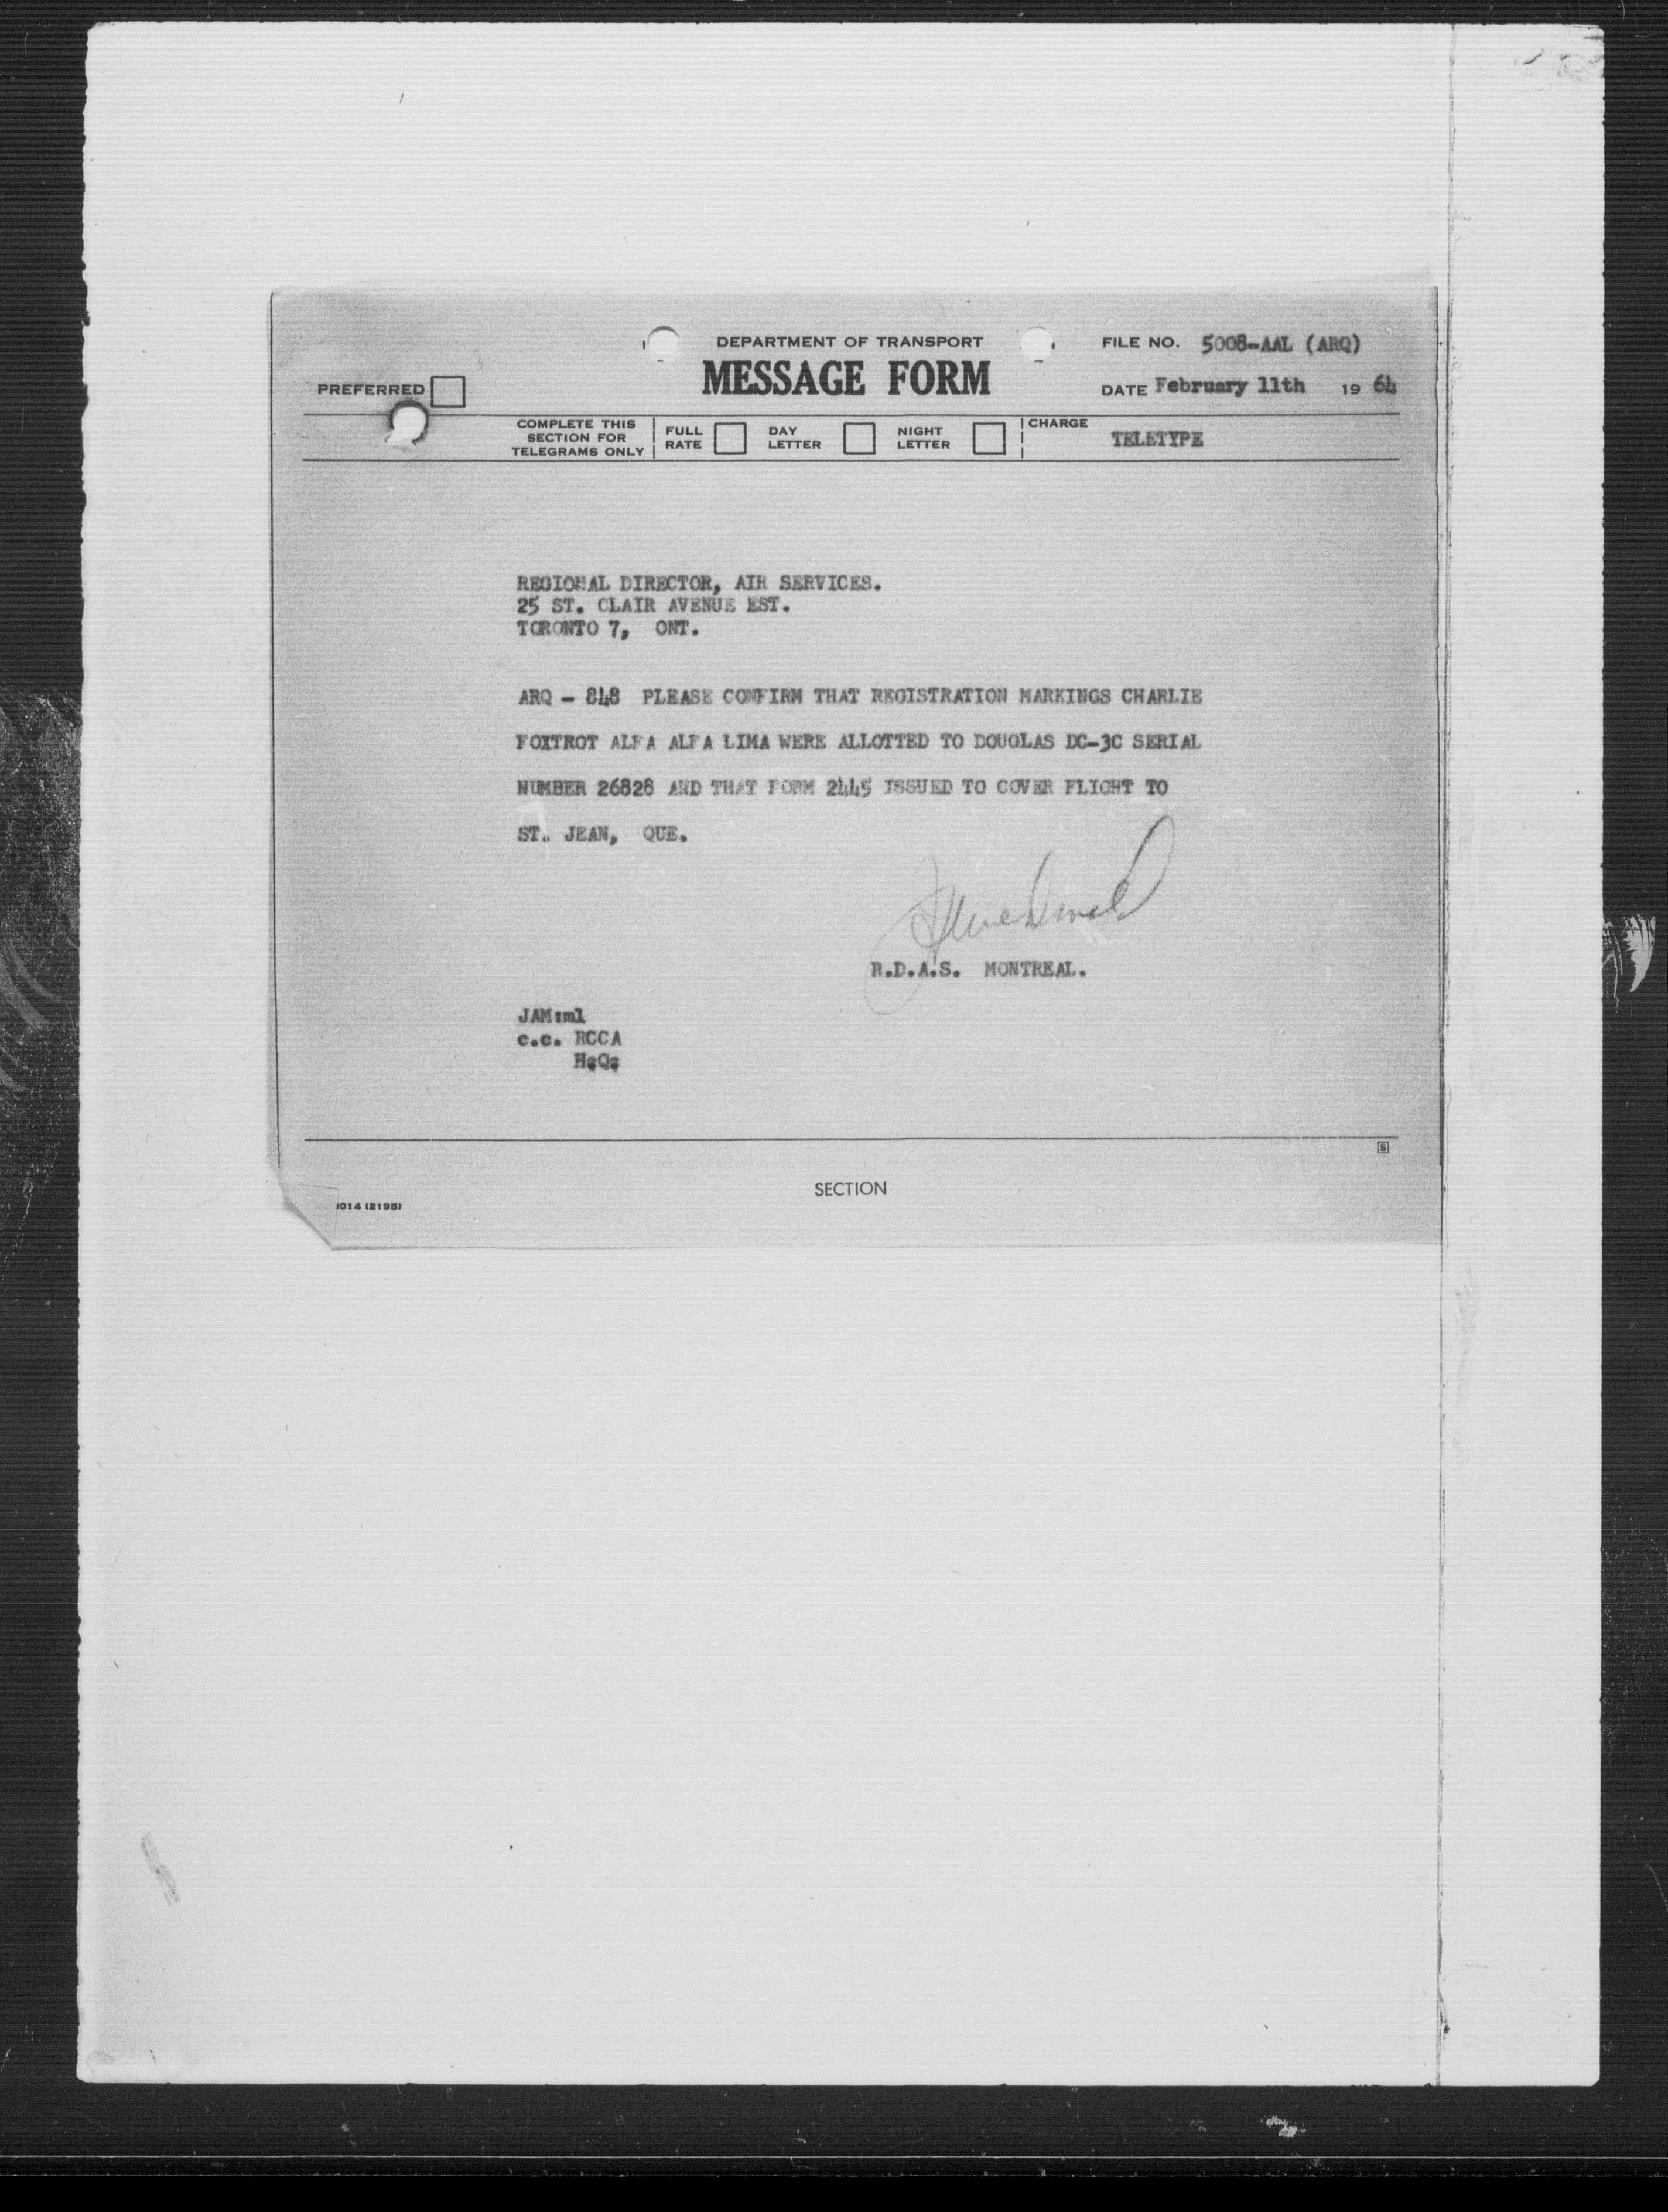 DEPARTMENT OF TRANSPORT
MESSAGE FORM
FILE NO. 5008-AAL (ARQ)
DATE February 11th 19 64
PREFERRED
COMPLETE THIS
SECTION FOR
TELEGRAMS ONLY
FULL
RATE
DAY
LETTER
NIGHT
LETTER
CHARGE
TELETYPE
REGIONAL DIRECTOR, AIR SERVICES.
25 ST. CLAIR AVENUE EST.
TORONTO 7, ONT.
ARQ - 848 PLEASE CONFIRM THAT REGISTRATION MARKINGS CHARLIE
FOXTROT ALFA ALFA LIMA WERE ALLOTTED TO DOUGLAS DC-3C SERIAL
NUMBER 26828 AND THAT FORM 2445 ISSUED TO COVER FLIGHT TO
ST. JEAN, QUE.
R.D.A.S. MONTREAL.
JAM:ml
c.c. RCCA
H.Q.
S
SECTION
1014 (2195)